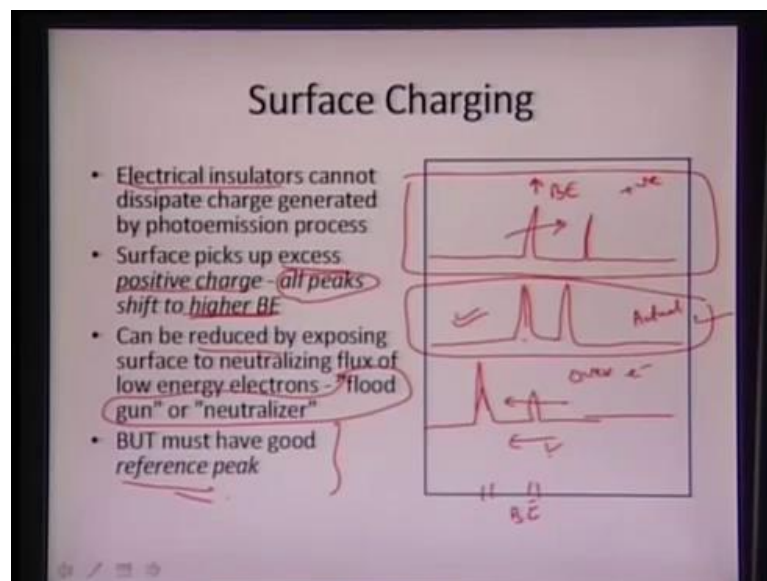 Surface Charging
• Electrical insulators cannot
dissipate charge generated
by photoemission process
• Surface picks up excess
positive charge - all peaks
shift to higher BE
• Can be reduced by exposing
surface to neutralizing flux of
low energy electrons - "flood
gun" or "neutralizer"
• BUT must have good
reference peak
↑ BE +ve
Actual
Over e-
BE